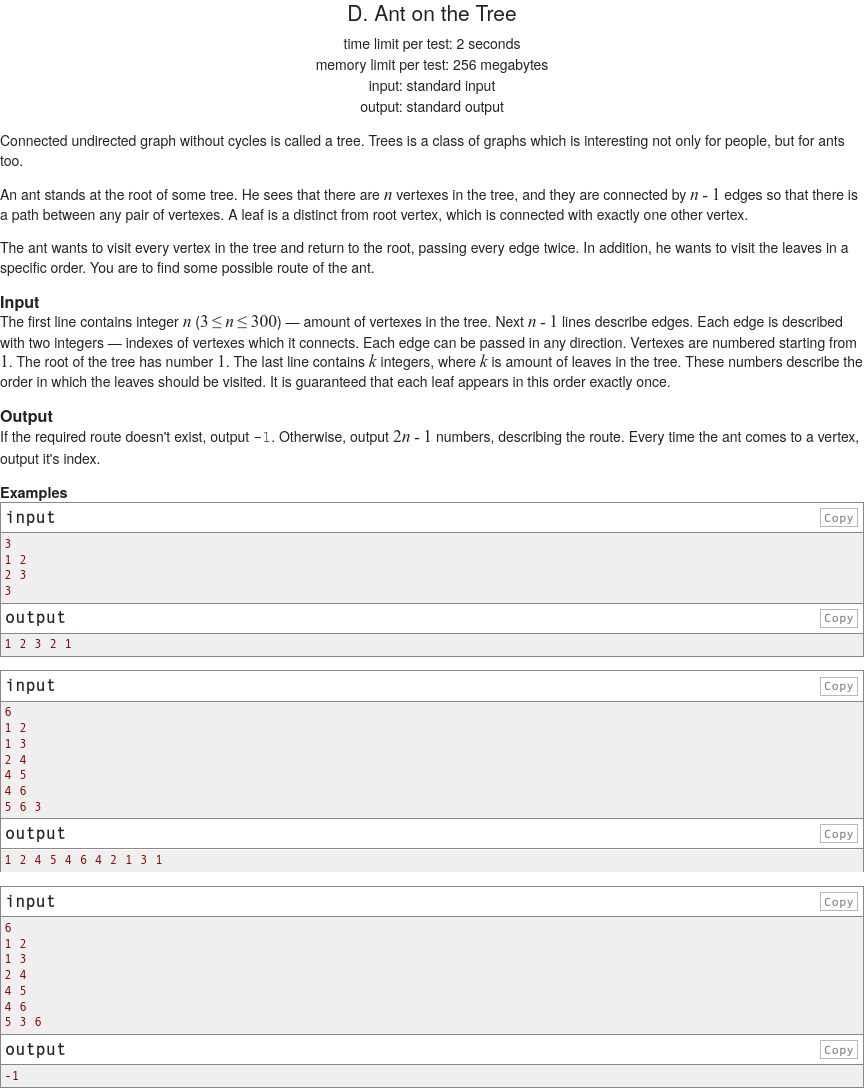 D. Ant on the Tree
time limit per test: 2 seconds
memory limit per test: 256 megabytes
input: standard input
output: standard output
Connected undirected graph without cycles is called a tree. Trees is a class of graphs which is interesting not only for people, but for ants
too.
An ant stands at the root of some tree. He sees that there are n vertexes in the tree, and they are connected by n - 1 edges so that there is
a path between any pair of vertexes. A leaf is a distinct from root vertex, which is connected with exactly one other vertex.
The ant wants to visit every vertex in the tree and return to the root, passing every edge twice. In addition, he wants to visit the leaves in a
specific order. You are to find some possible route of the ant.
Input
The first line contains integer n (3 ≤ n ≤ 300) — amount of vertexes in the tree. Next n - 1 lines describe edges. Each edge is described
with two integers — indexes of vertexes which it connects. Each edge can be passed in any direction. Vertexes are numbered starting from
1. The root of the tree has number 1. The last line contains k integers, where k is amount of leaves in the tree. These numbers describe the
order in which the leaves should be visited. It is guaranteed that each leaf appears in this order exactly once.
Output
If the required route doesn't exist, output -1. Otherwise, output 2n - 1 numbers, describing the route. Every time the ant comes to a vertex,
output it's index.
Examples
input Copy
3
1 2
2 3
3
output Copy
1 2 3 2 1
input Copy
6
1 2
1 3
2 4
4 5
4 6
5 6 3
output Copy
1 2 4 5 4 6 4 2 1 3 1
input Copy
6
1 2
1 3
2 4
4 5
4 6
5 3 6
output Copy
-1